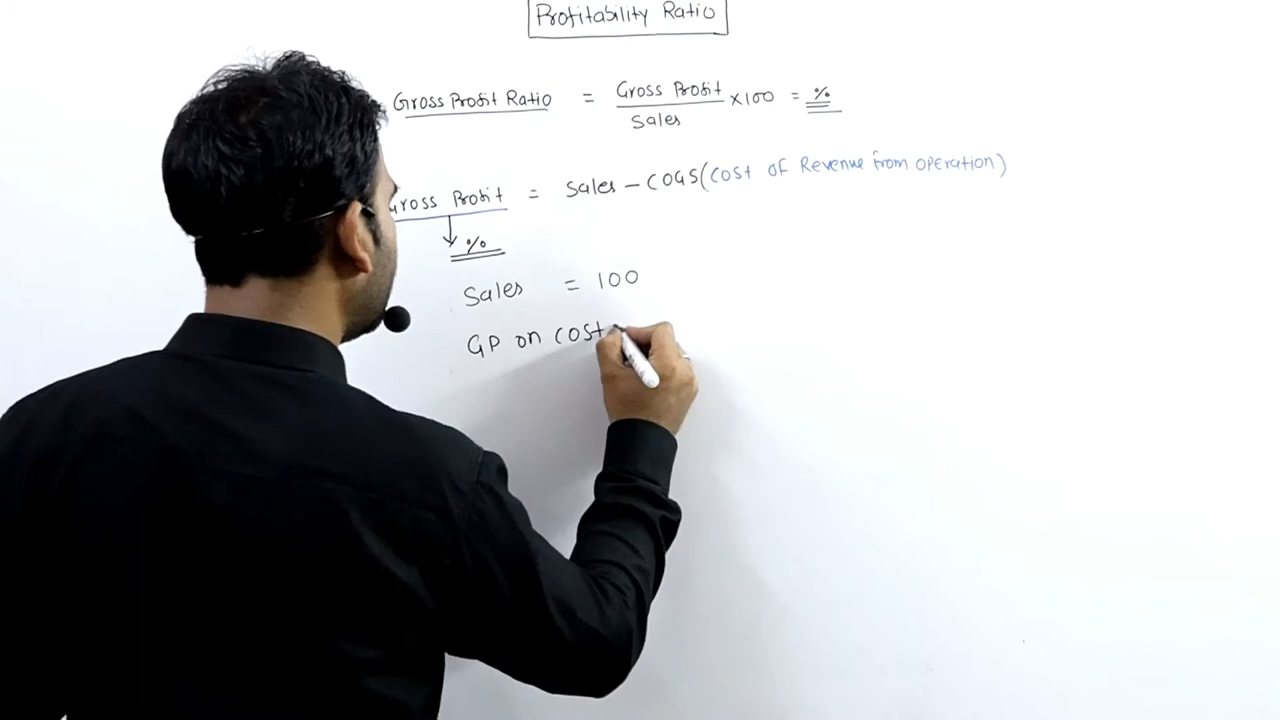 Profitability Ratio
Gross Profit Ratio = Gross Profit / Sales × 100 = %
Gross Profit = Sales – COGS (Cost of Revenue from operation)
%
Sales = 100
GP on Cost